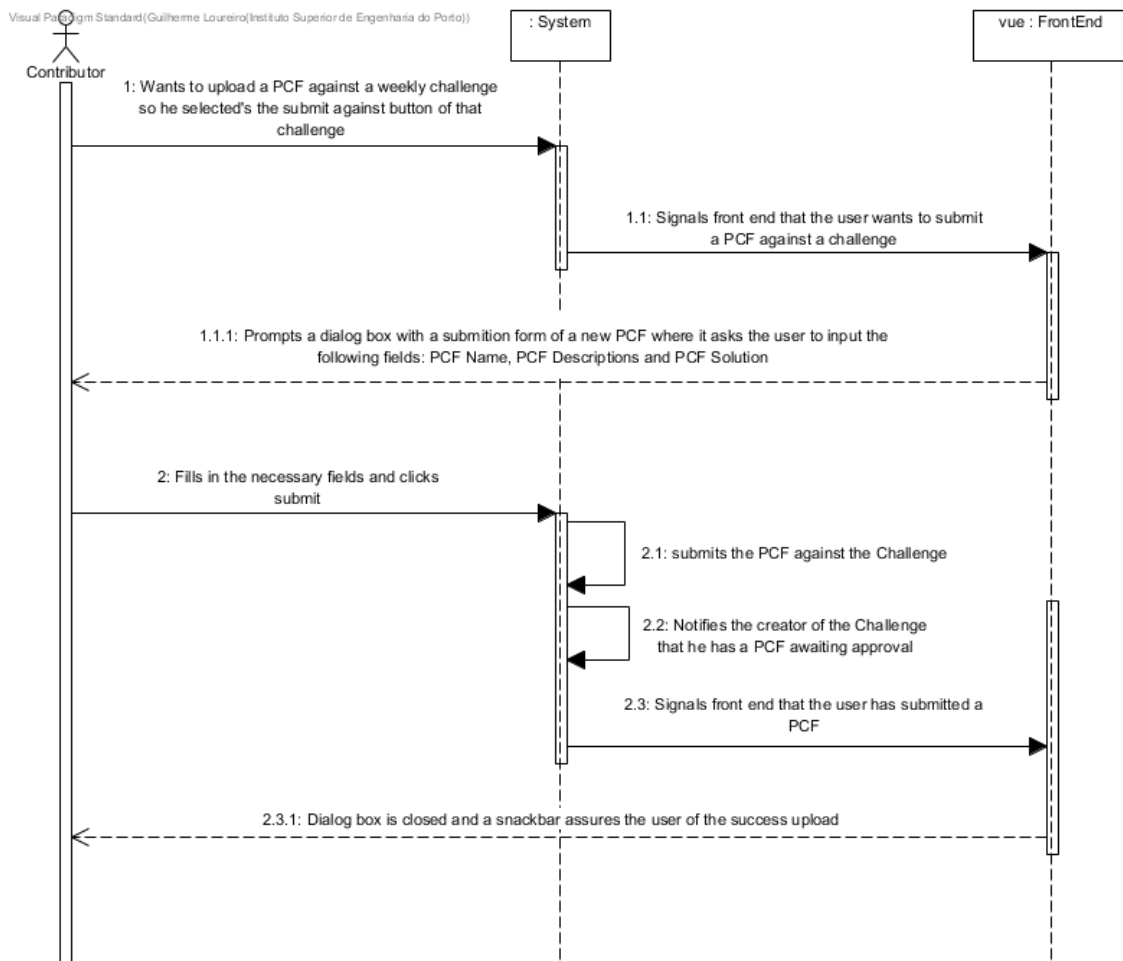 Visual Paradigm Standard(Guilherme Loureiro(Instituto Superior de Engenharia do Porto))
: System
vue : FrontEnd
Contributor
1: Wants to upload a PCF against a weekly challenge
so he selected's the submit against button of that
challenge
1.1: Signals front end that the user wants to submit
a PCF against a challenge
1.1.1: Prompts a dialog box with a submition form of a new PCF where it asks the user to input the
following fields: PCF Name, PCF Descriptions and PCF Solution
2: Fills in the necessary fields and clicks
submit
2.1: submits the PCF against the Challenge
2.2: Notifies the creator of the Challenge
that he has a PCF awaiting approval
2.3: Signals front end that the user has submitted a
PCF
2.3.1: Dialog box is closed and a snackbar assures the user of the success upload